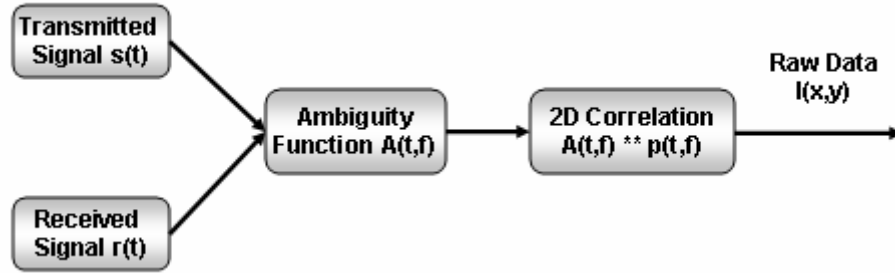 Transmitted
Signal s(t)
Raw Data
I(x,y)
Ambiguity
Function A(t,f)
2D Correlation
A(t,f) ** p(t,f)
Received
Signal r(t)